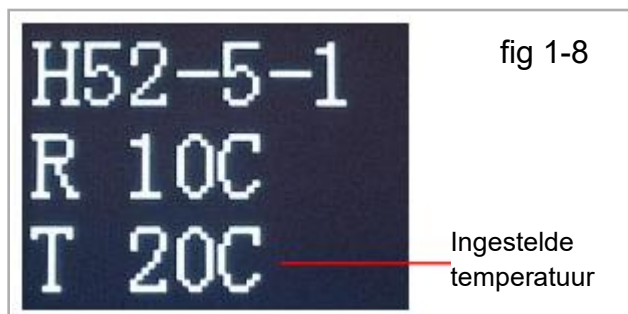 H52-5-1
R 10C
T 20C
fig 1-8
Ingestelde
temperatuur